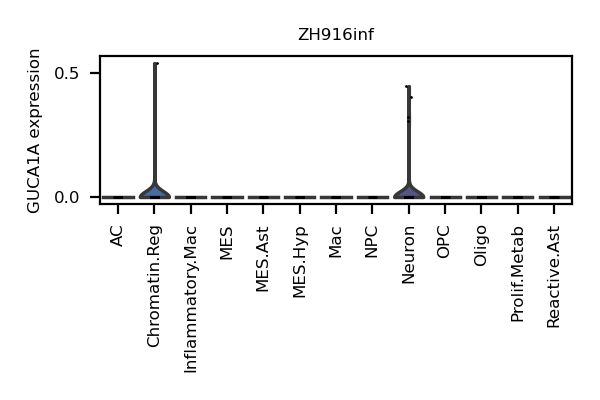 ZH916inf
GUCA1A expression
0.5
0.0
AC
Chromatin.Reg
Inflammatory.Mac
MES
MES.Ast
MES.Hyp
Mac
NPC
Neuron
OPC
Oligo
Prolif.Metab
Reactive.Ast